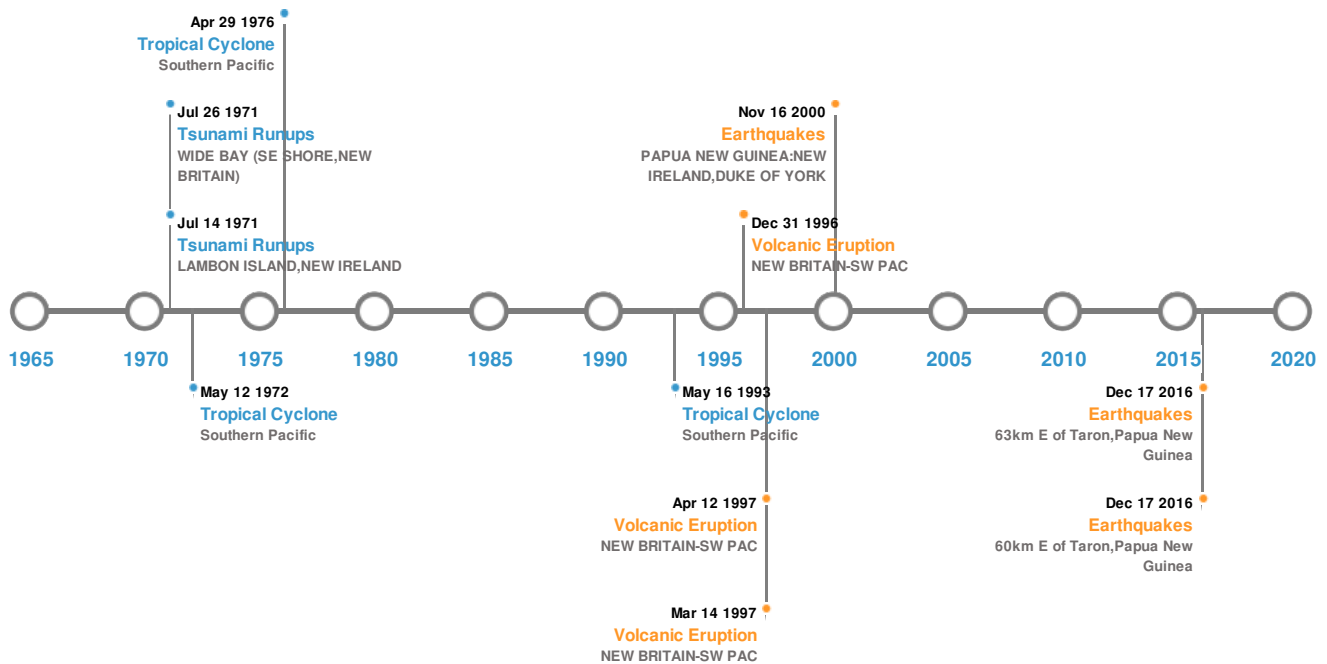 Apr 29 1976
Tropical Cyclone
Southern Pacific
Jul 26 1971
Tsunami Runups
WIDE BAY (SE SHORE,NEW
BRITAIN)
Jul 14 1971
Tsunami Runups
LAMBON ISLAND,NEW IRELAND
Nov 16 2000
Earthquakes
PAPUA NEW GUINEA:NEW
IRELAND,DUKE OF YORK
Dec 31 1996
Volcanic Eruption
NEW BRITAIN-SW PAC
1965 1970 1975 1980 1985 1990 1995 2000 2005 2010 2015 2020
May 12 1972
Tropical Cyclone
Southern Pacific
May 16 1993
Tropical Cyclone
Southern Pacific
Apr 12 1997
Volcanic Eruption
NEW BRITAIN-SW PAC
Mar 14 1997
Volcanic Eruption
NEW BRITAIN-SW PAC
Dec 17 2016
Earthquakes
63km E of Taron,Papua New
Guinea
Dec 17 2016
Earthquakes
60km E of Taron,Papua New
Guinea